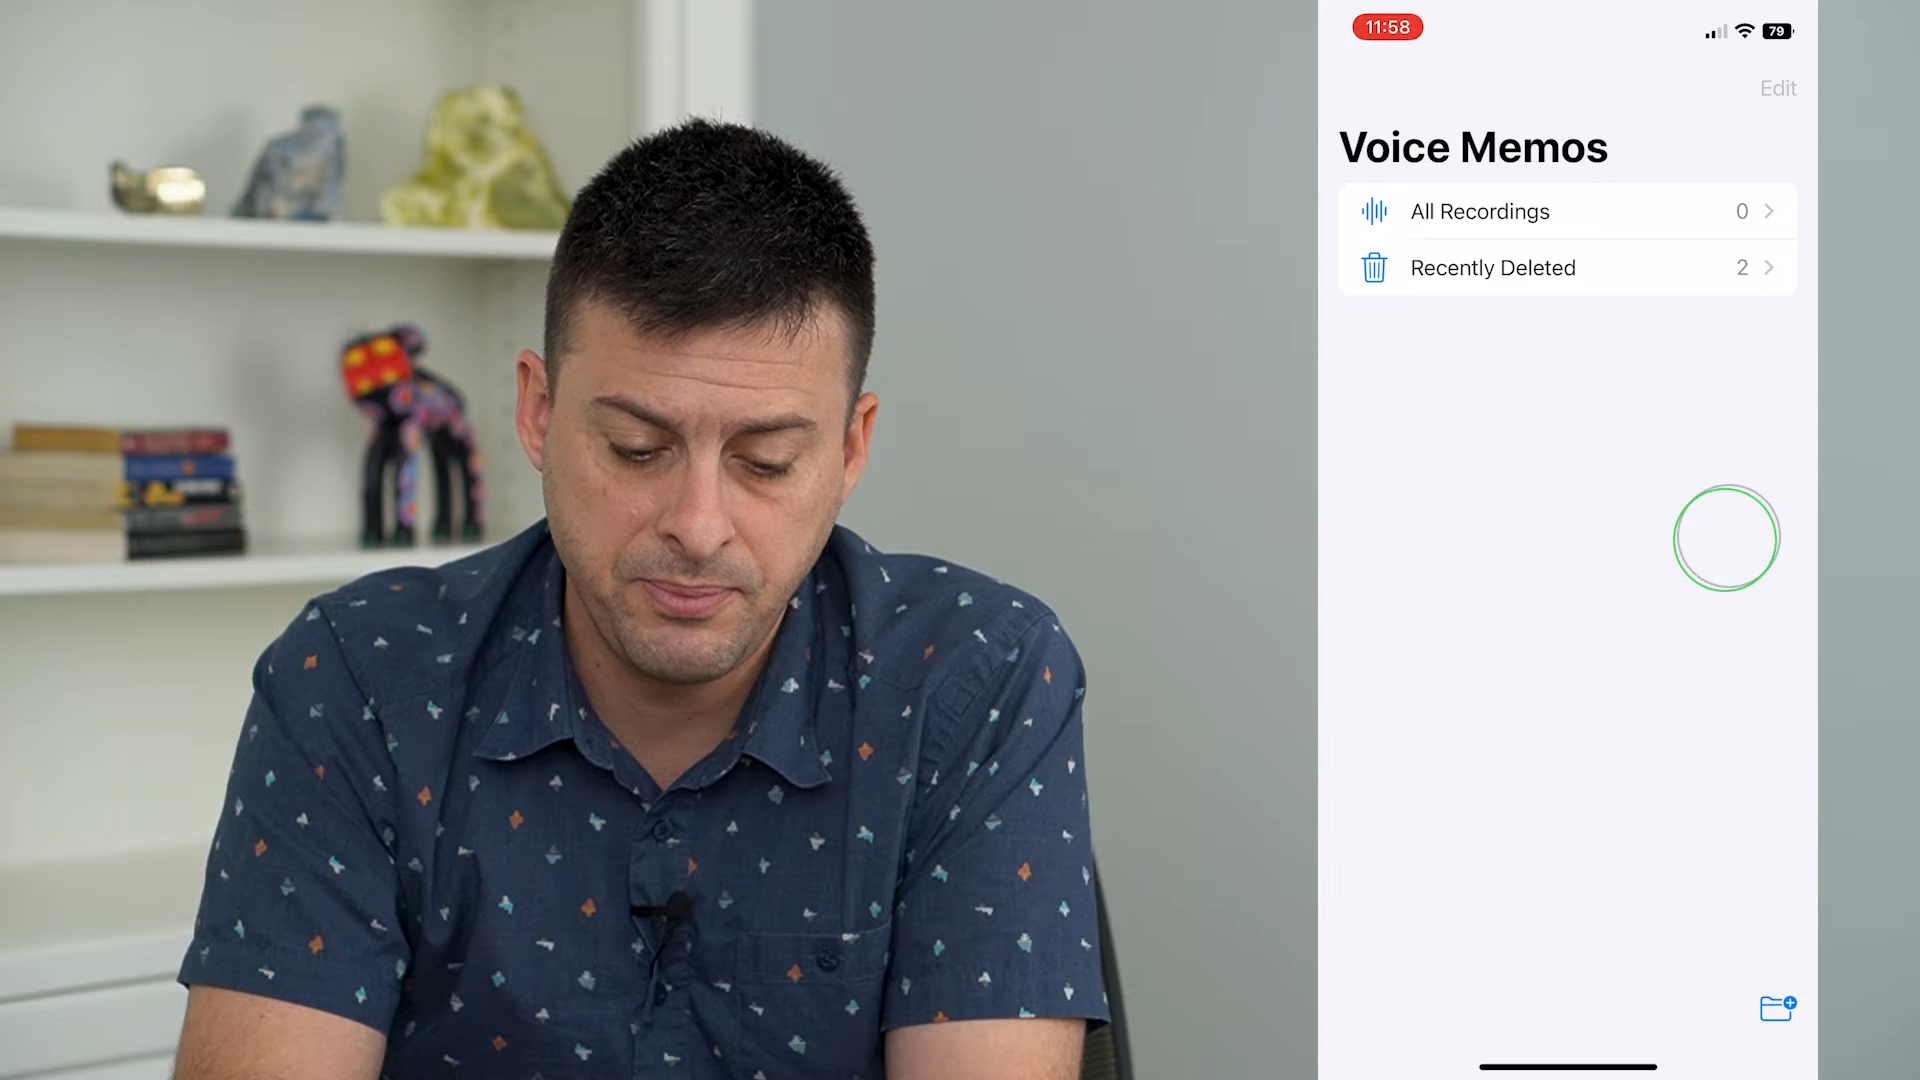 11:58
79
Edit
Voice Memos
All Recordings 0
Recently Deleted 2